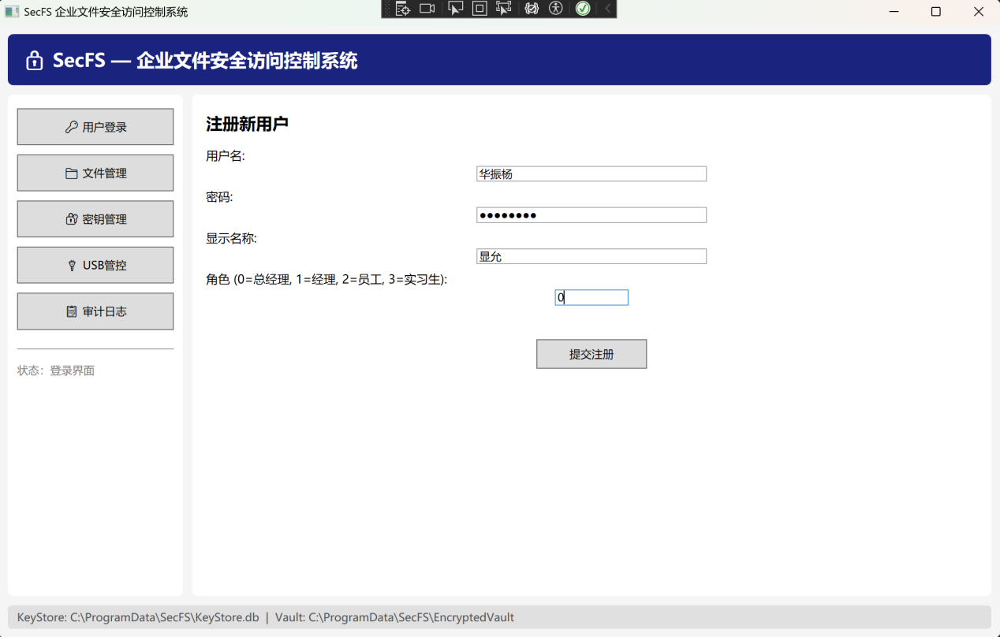 SecFS 企业文件安全访问控制系统
SecFS — 企业文件安全访问控制系统
用户登录
文件管理
密钥管理
USB管控
审计日志
状态：登录界面
注册新用户
用户名:
华振杨
密码:
●●●●●●●●
显示名称:
显允
角色 (0=总经理, 1=经理, 2=员工, 3=实习生):
0
提交注册
KeyStore: C:\ProgramData\SecFS\KeyStore.db | Vault: C:\ProgramData\SecFS\EncryptedVault